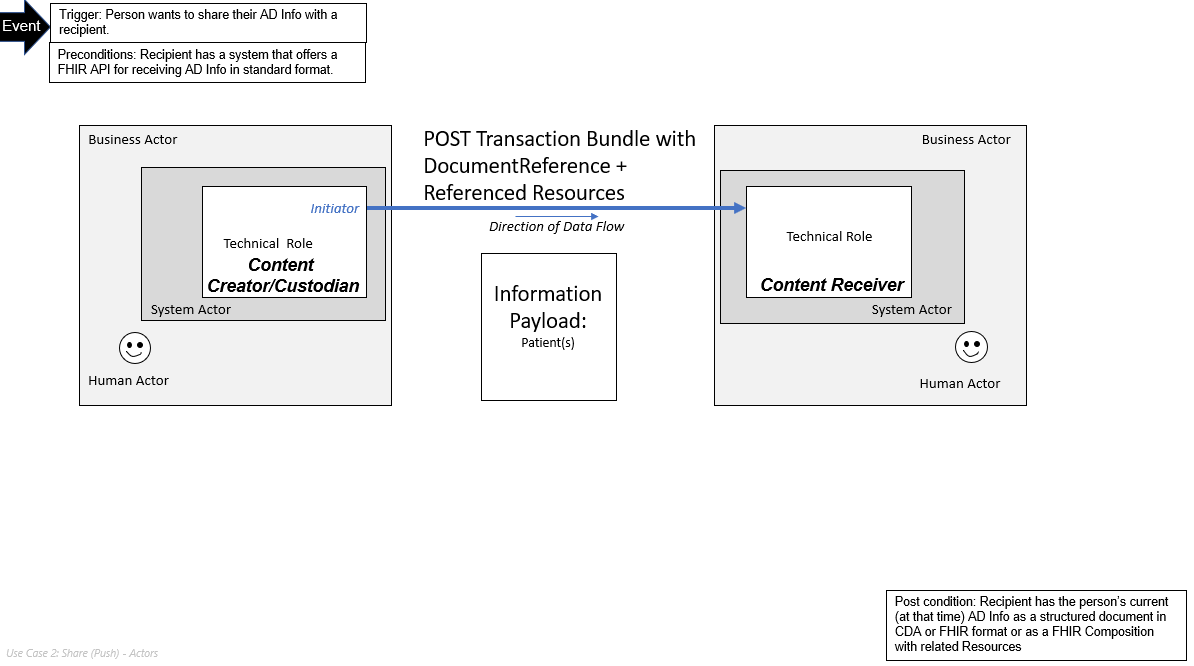 Event
Trigger: Person wants to share their AD Info with a
recipient.
Preconditions: Recipient has a system that offers a
FHIR API for receiving AD Info in standard format.
Business Actor
Initiator
Technical  Role
Content
Creator/Custodian
System Actor
Human Actor
POST Transaction Bundle with
DocumentReference +
Referenced Resources
Direction of Data Flow
Information
Payload:
Patient(s)
Business Actor
Technical Role
Content Receiver
System Actor
Human Actor
Post condition: Recipient has the person's current
(at that time) AD Info as a structured document in
CDA or FHIR format or as a FHIR Composition
with related Resources
Use Case 2: Share (Push) - Actors